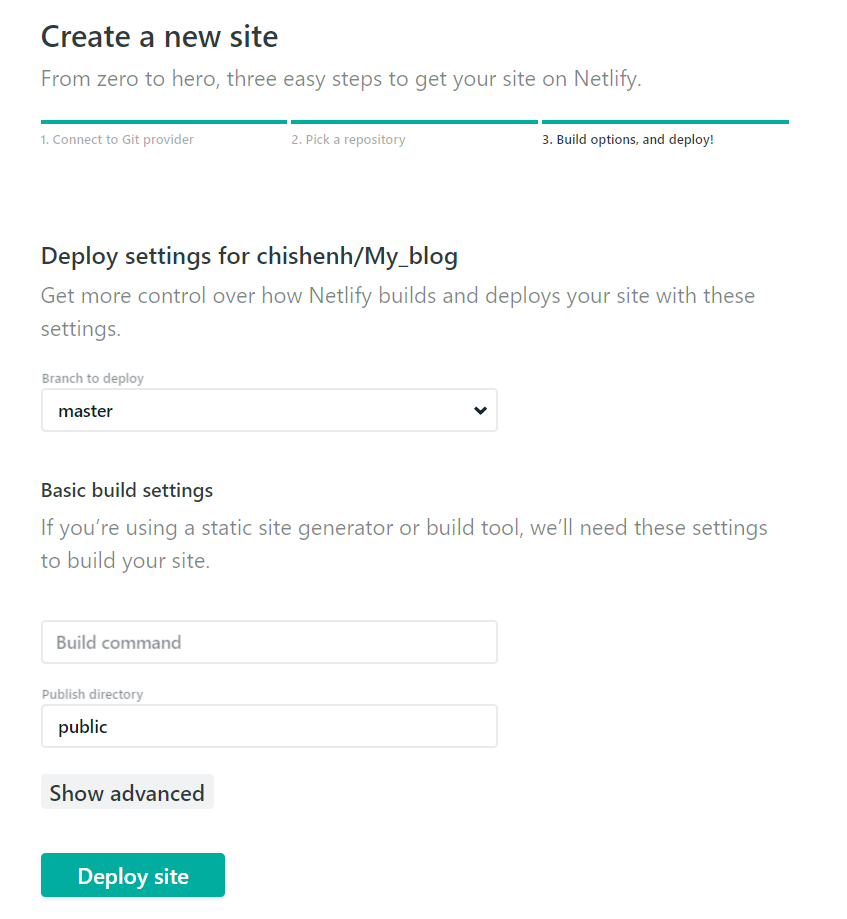 Create a new site
From zero to hero, three easy steps to get your site on Netlify.
1. Connect to Git provider
2. Pick a repository
3. Build options, and deploy!
Deploy settings for chishenh/My_blog
Get more control over how Netlify builds and deploys your site with these
settings.
Branch to deploy
master
Basic build settings
If you’re using a static site generator or build tool, we’ll need these settings
to build your site.
Build command
Publish directory
public
Show advanced
Deploy site